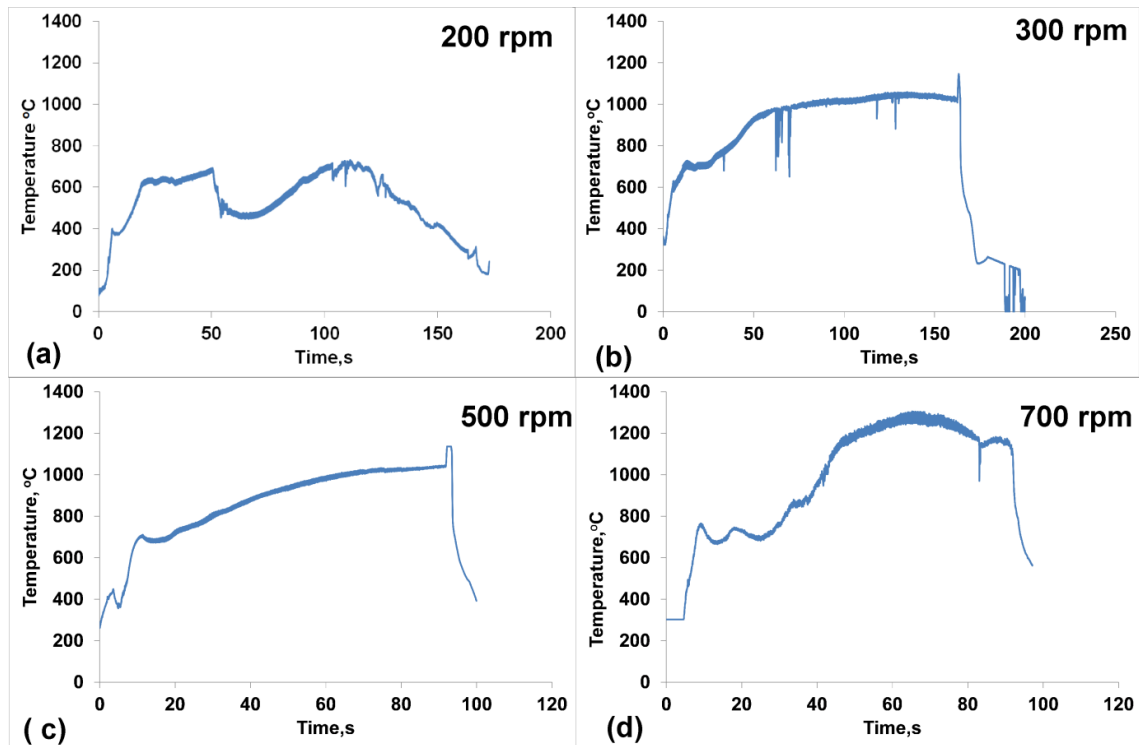 200 rpm
1400
1200
1000
800
600
400
200
0
Temperature °C
0 50 100 150 200
Time,s
(a)
300 rpm
1400
1200
1000
800
600
400
200
0
Temperature,°C
0 50 100 150 200 250
Time,s
(b)
500 rpm
1400
1200
1000
800
600
400
200
0
Temperature, °C
0 20 40 60 80 100 120
Time,s
( c)
700 rpm
1400
1200
1000
800
600
400
200
0
Temperature,°C
0 20 40 60 80 100 120
Time,s
(d)